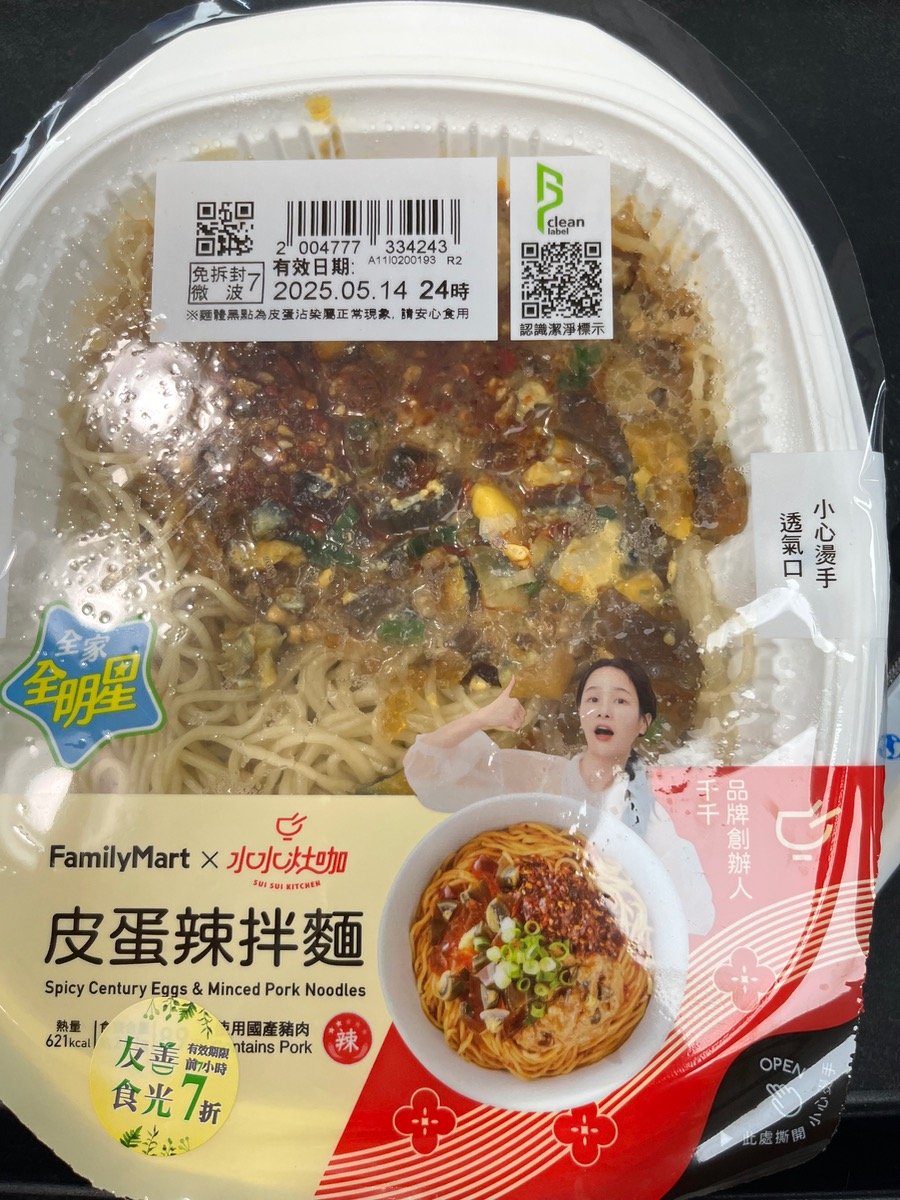 clean
label
2 004777 334243
A11I0200193 R2
免拆封
微 波 7
有效日期:
2025.05.14 24時
※麵體黑點為皮蛋沾染屬正常現象, 請安心食用
認識潔淨標示
小心燙手
透氣口
全家
全明星
品牌創辦人
千千
FamilyMart × 水水灶咖
SUI SUI KITCHEN
皮蛋辣拌麵
Spicy Century Eggs & Minced Pork Noodles
熱量
621kcal
用國產豬肉
ntains Pork
辣
友善
食光
有效期限
前7小時
7折
OPEN
此處撕開
小心燙手